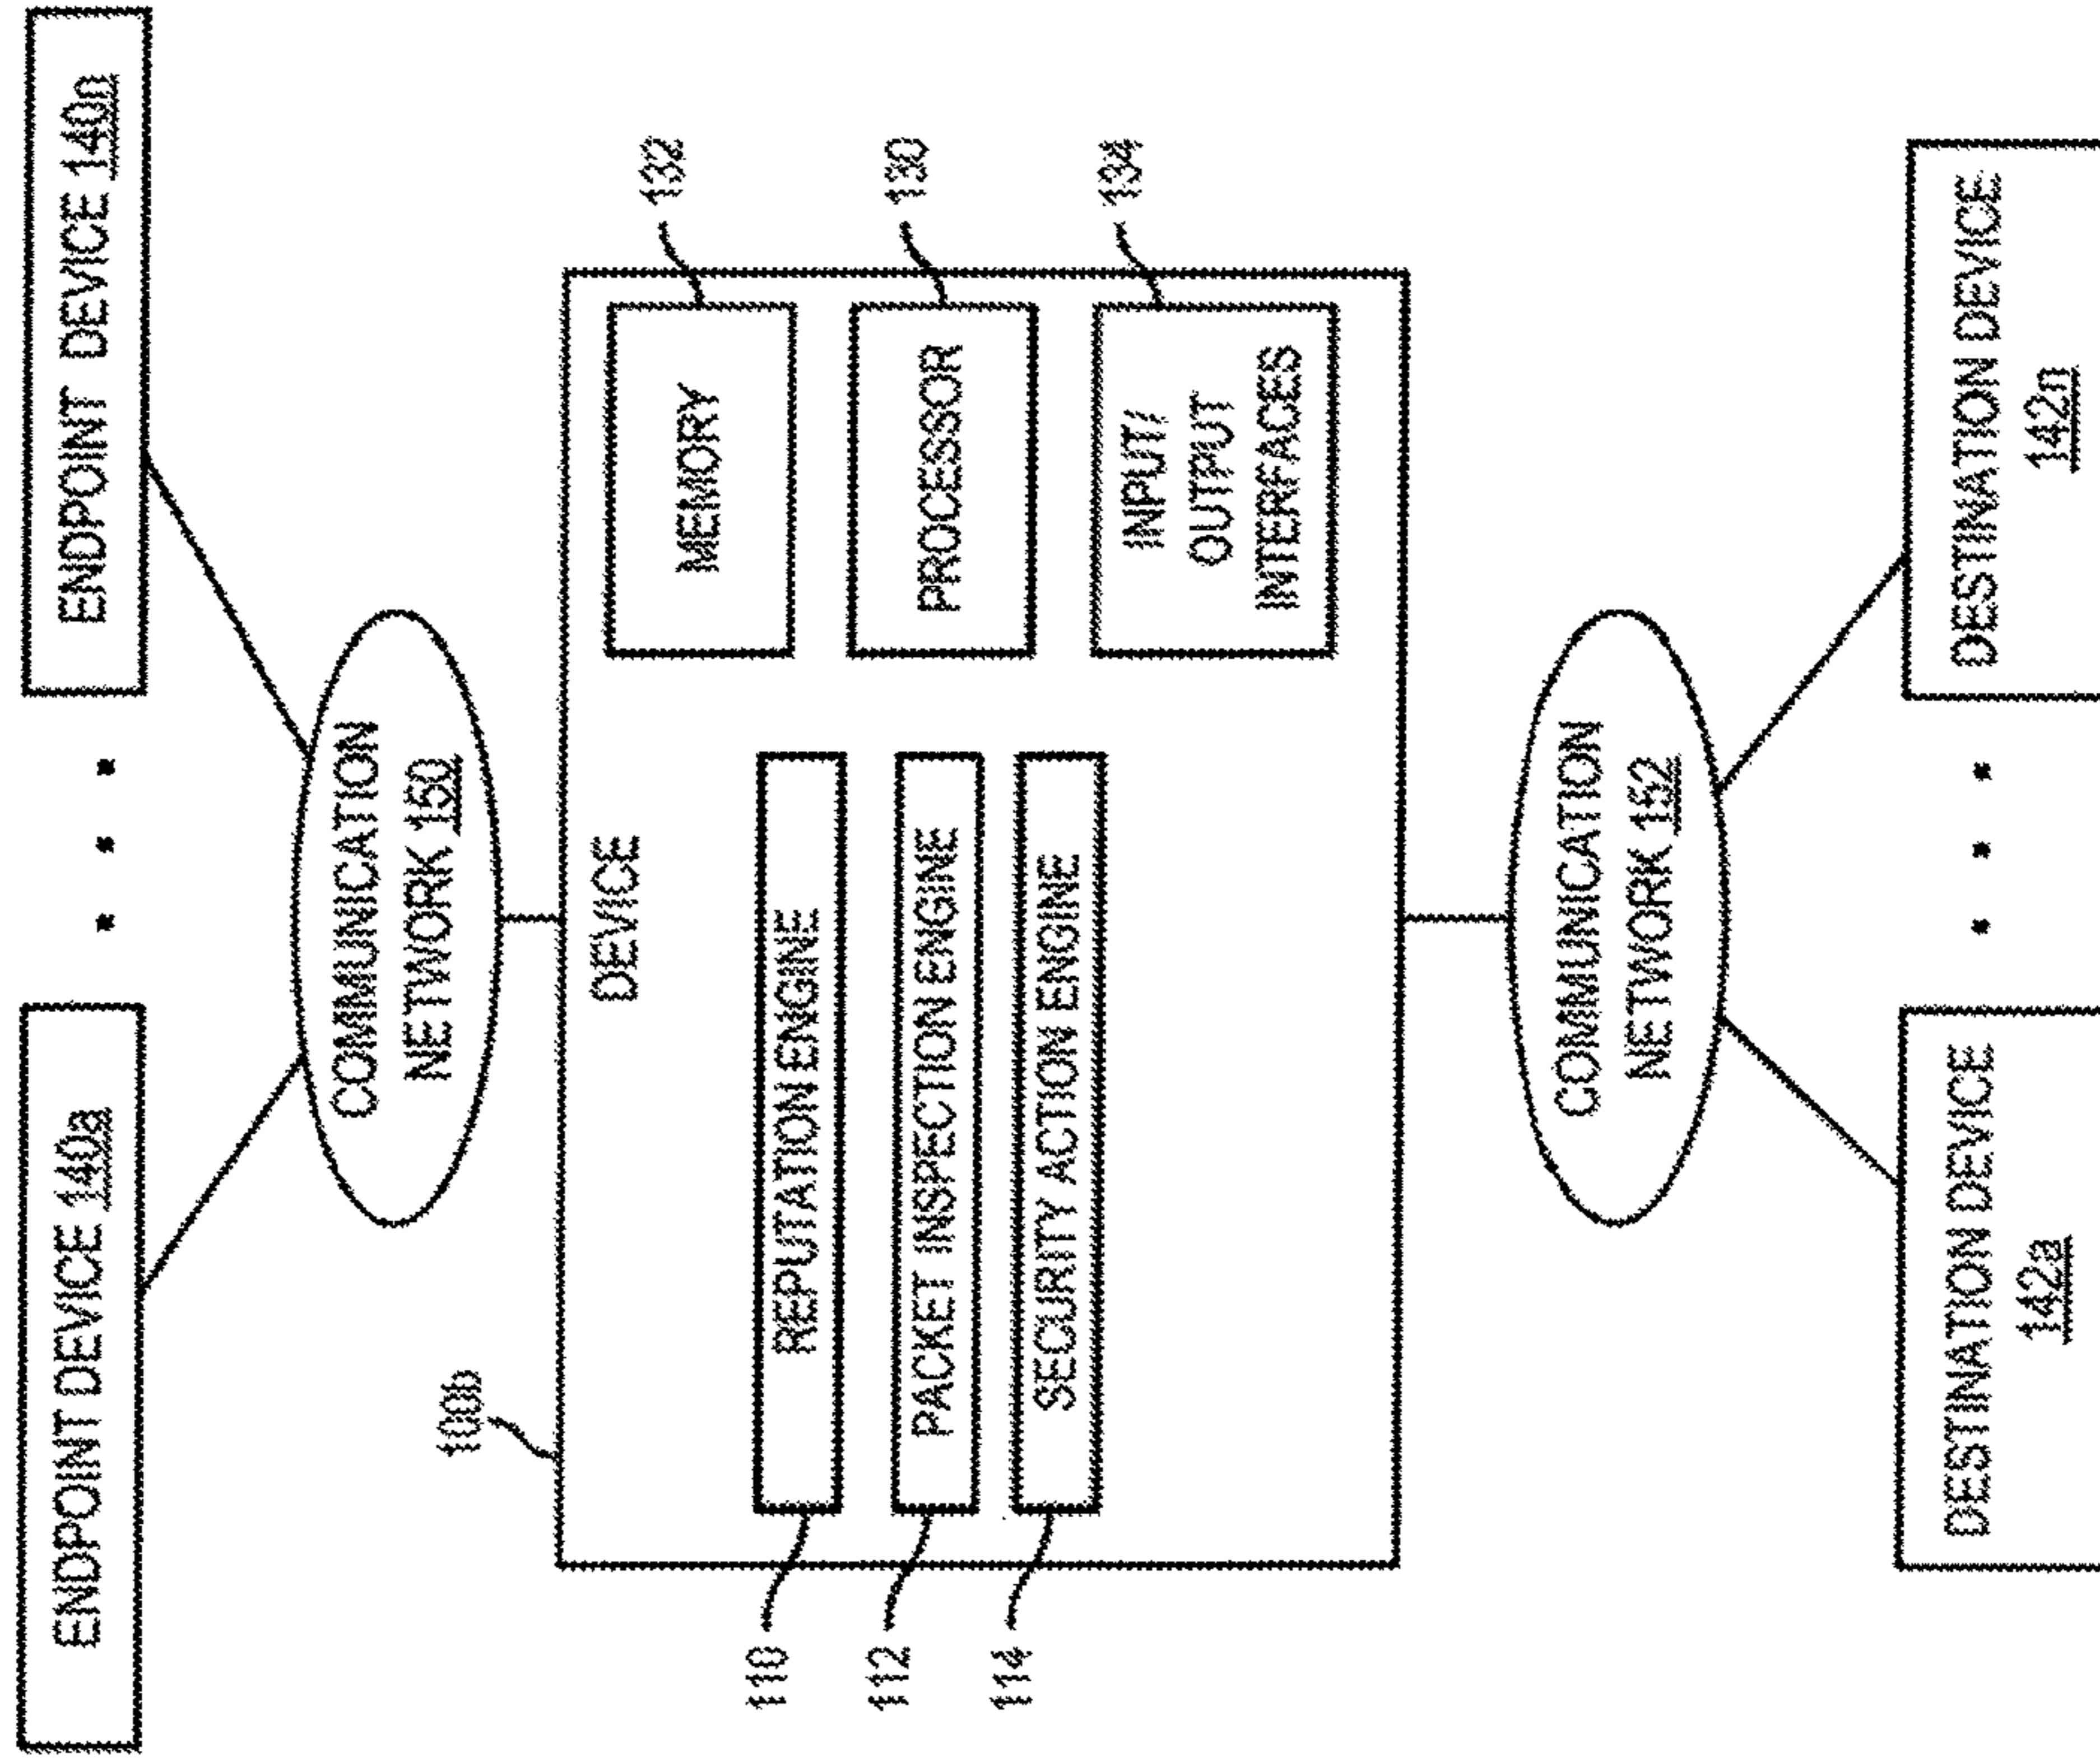 ENDPOINT DEVICE 140a
ENDPOINT DEVICE 140n
COMMUNICATION
NETWORK 150
100b
DEVICE
132
MEMORY
110
REPUTATION ENGINE
130
PROCESSOR
112
PACKET INSPECTION ENGINE
114
SECURITY ACTION ENGINE
134
INPUT/
OUTPUT
INTERFACES
COMMUNICATION
NETWORK 152
DESTINATION DEVICE
142a
DESTINATION DEVICE
142n